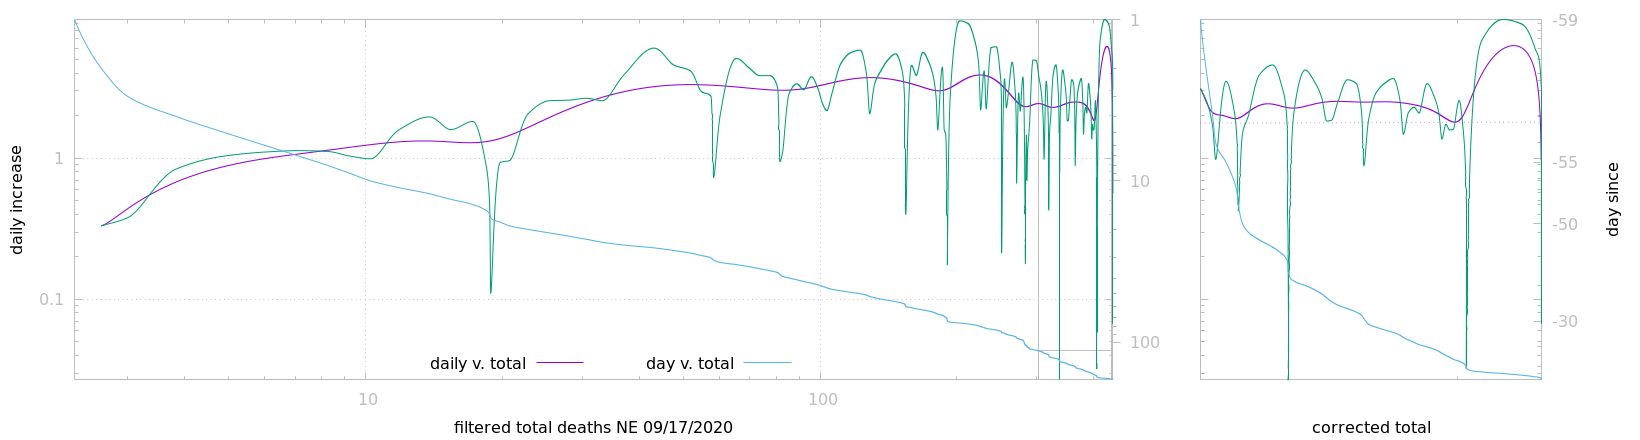 1
-59
daily increase
1
10
-55
-50
day since
0.1
-30
100
daily v. total
day v. total
10
100
filtered total deaths NE 09/17/2020
corrected total